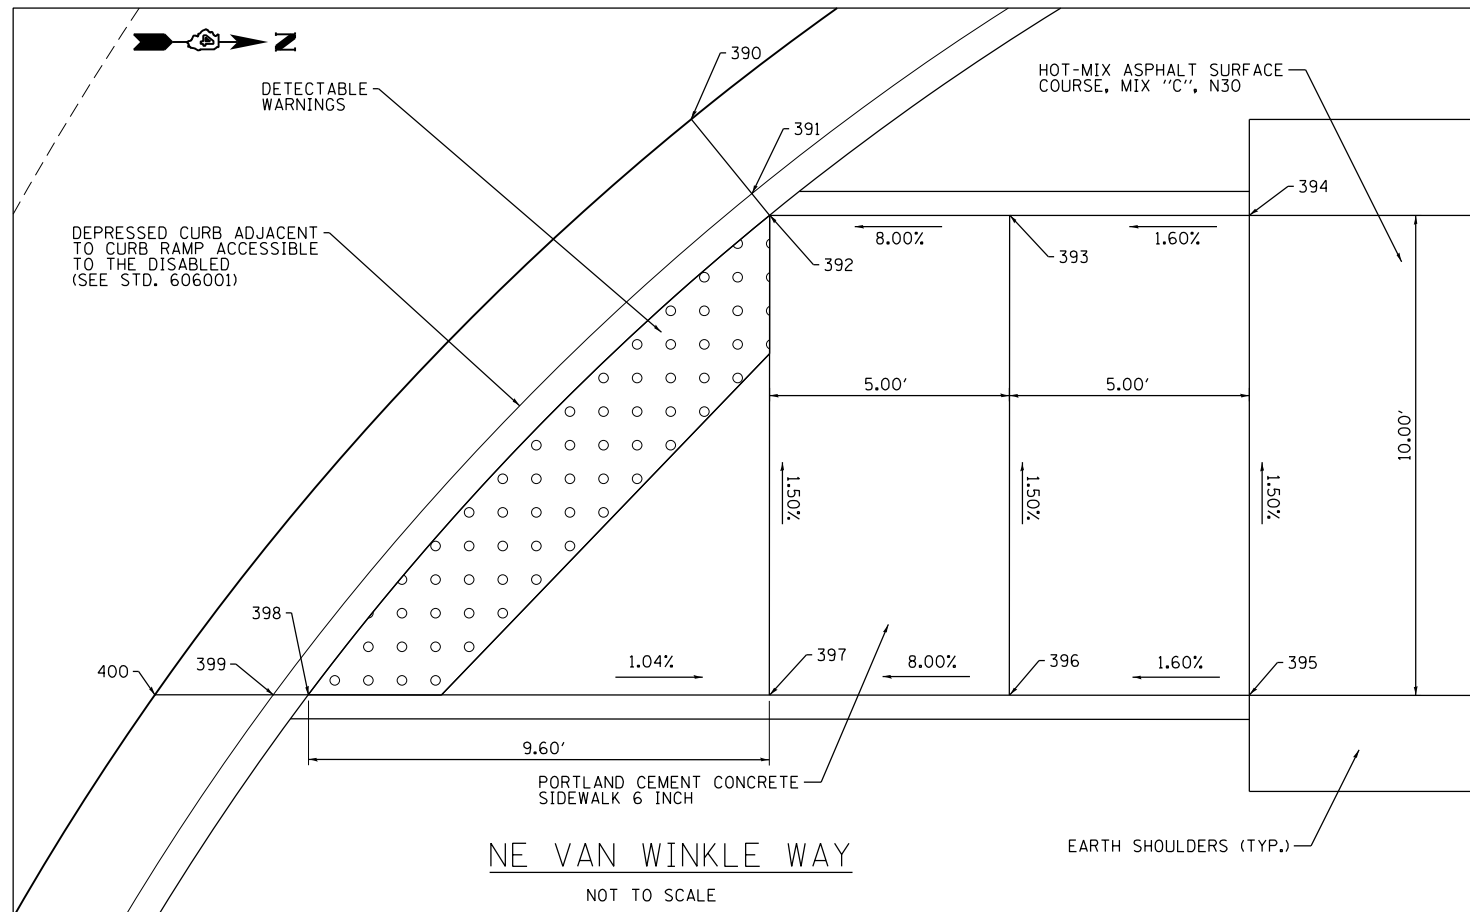 N
DETECTABLE
WARNINGS
390
391
HOT-MIX ASPHALT SURFACE
COURSE, MIX "C", N30
394
DEPRESSED CURB ADJACENT
TO CURB RAMP ACCESSIBLE
TO THE DISABLED
(SEE STD. 606001)
8.00%
1.60%
392
393
5.00'
5.00'
10.00'
1.50%
1.50%
1.50%
398
400
399
1.04%
397
8.00%
396
1.60%
395
9.60'
PORTLAND CEMENT CONCRETE
SIDEWALK 6 INCH
EARTH SHOULDERS (TYP.)
NE VAN WINKLE WAY
NOT TO SCALE